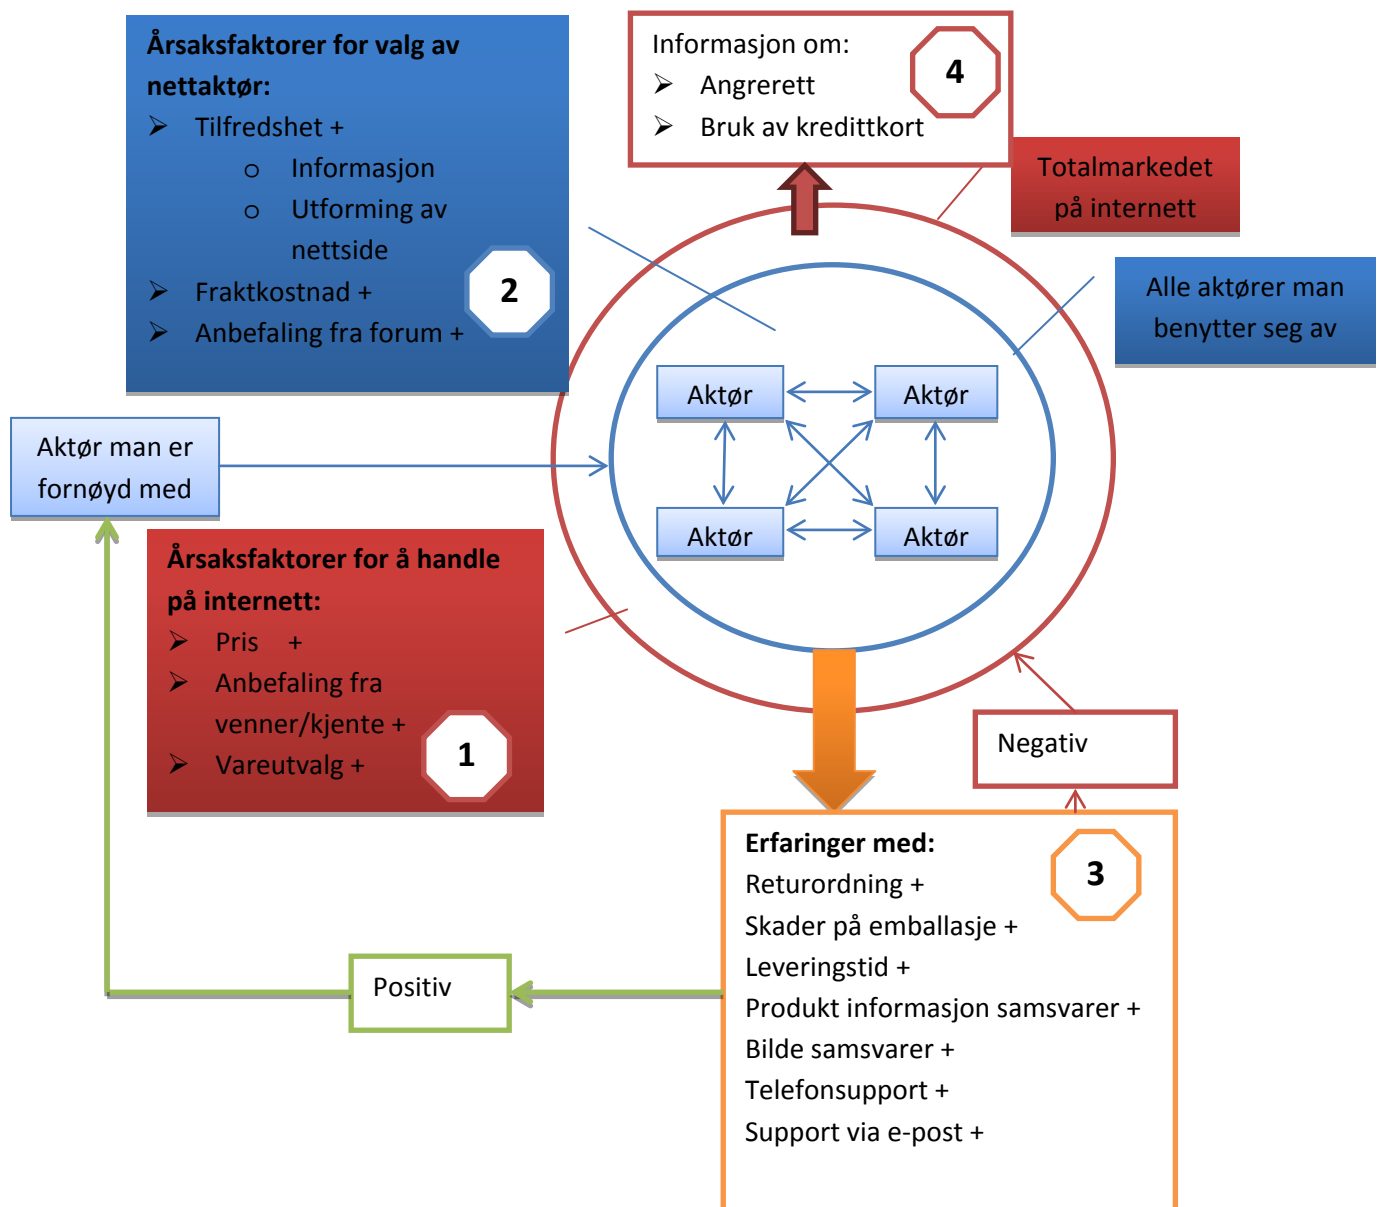 Årsaksfaktorer for valg av
nettaktør:
➢ Tilfredshet +
o Informasjon
o Utforming av
nettside
➢ Fraktkostnad +
➢ Anbefaling fra forum +
2
Informasjon om:
➢ Angrerett
➢ Bruk av kredittkort
4
Totalmarkedet
på internett
Alle aktører man
benytter seg av
Aktør
Aktør
Aktør
Aktør
Aktør man er
fornøyd med
Årsaksfaktorer for å handle
på internett:
➢ Pris +
➢ Anbefaling fra
venner/kjente +
➢ Vareutvalg +
1
Negativ
Positiv
Erfaringer med:
Returordning +
Skader på emballasje +
Leveringstid +
Produkt informasjon samsvarer +
Bilde samsvarer +
Telefonsupport +
Support via e-post +
3